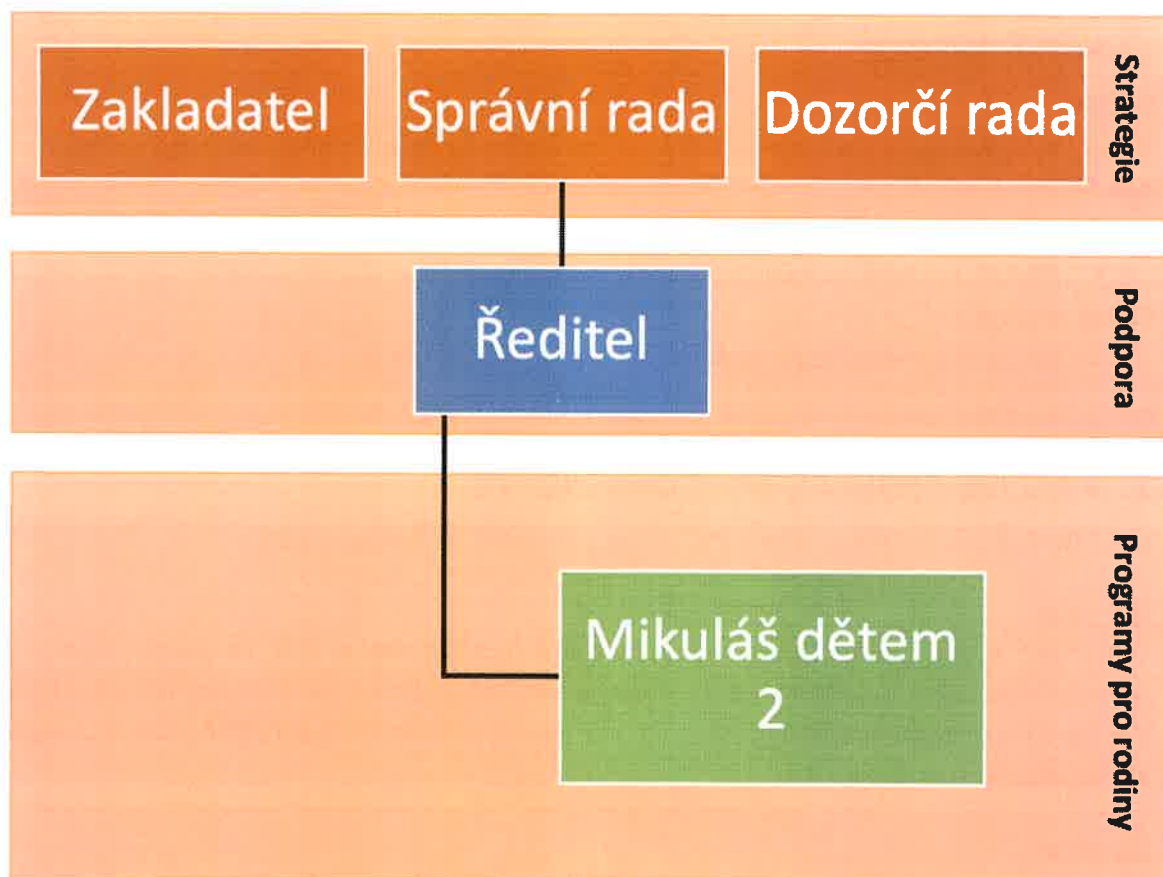 Zakladatel
Správní rada
Dozorčí rada
Strategie
Ředitel
Podpora
Mikuláš dětem
2
Programy pro rodiny